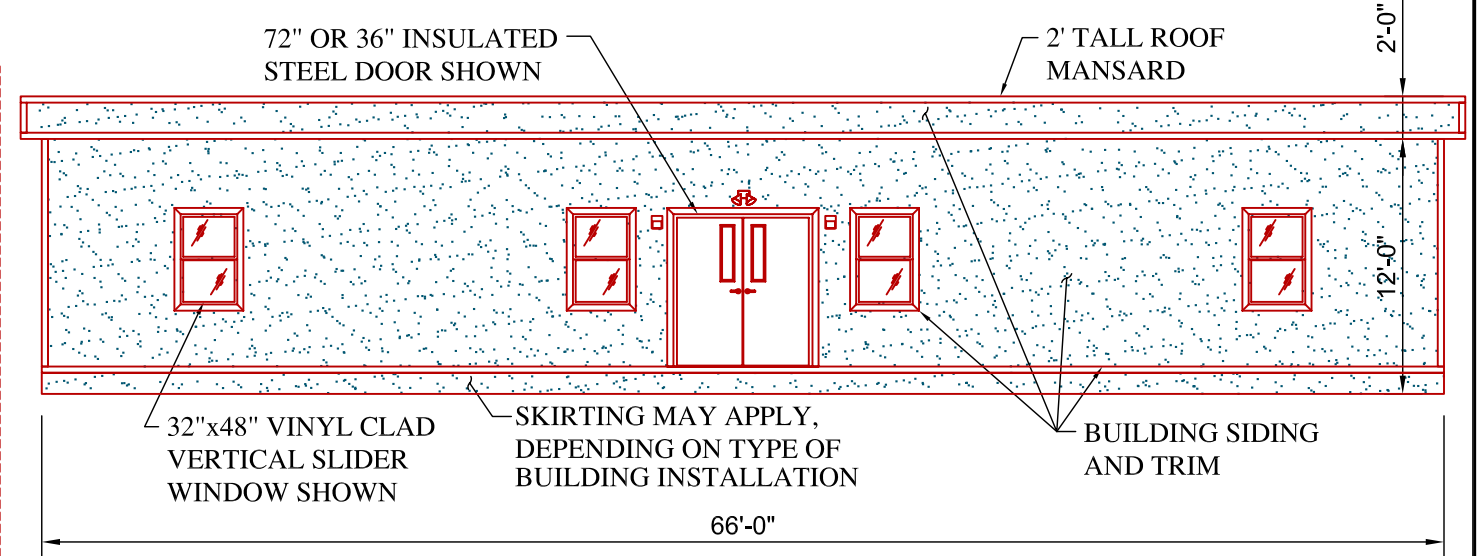 72" OR 36" INSULATED
STEEL DOOR SHOWN
2' TALL ROOF
MANSARD
2'-0"
12'-0"
32"x48" VINYL CLAD
VERTICAL SLIDER
WINDOW SHOWN
SKIRTING MAY APPLY,
DEPENDING ON TYPE OF
BUILDING INSTALLATION
BUILDING SIDING
AND TRIM
66'-0"